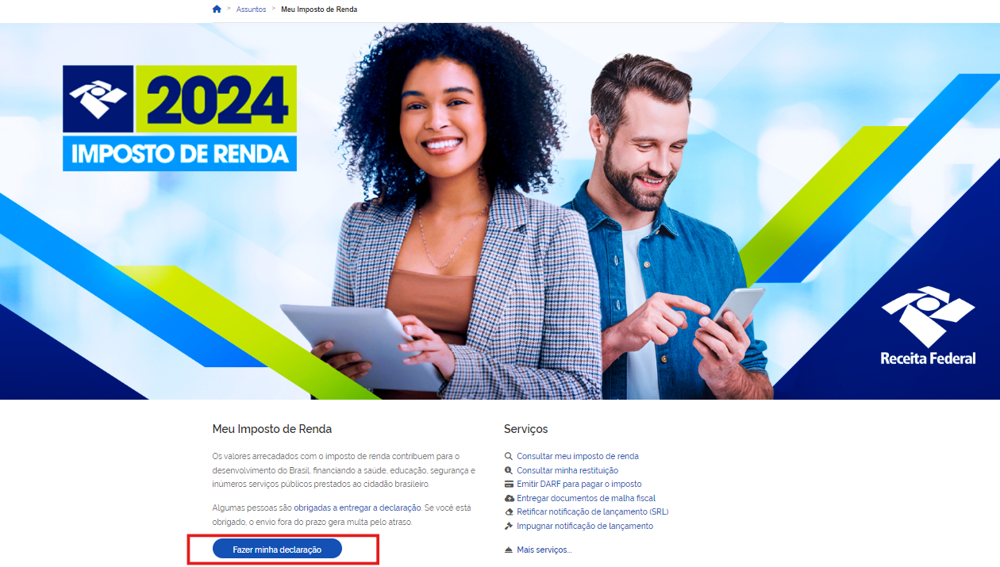 > Assuntos > Meu Imposto de Renda
2024
IMPOSTO DE RENDA
Receita Federal
Meu Imposto de Renda
Os valores arrecadados com o imposto de renda contribuem para o
desenvolvimento do Brasil, financiando a saúde, educação, segurança e
inúmeros serviços públicos prestados ao cidadão brasileiro.
Algumas pessoas são obrigadas a entregar a declaração. Se você está
obrigado, o envio fora do prazo gera multa pelo atraso.
Fazer minha declaração
Serviços
Consultar meu imposto de renda
Consultar minha restituição
Emitir DARF para pagar o imposto
Entregar documentos de malha fiscal
Retificar notificação de lançamento (SRL)
Impugnar notificação de lançamento
Mais serviços...